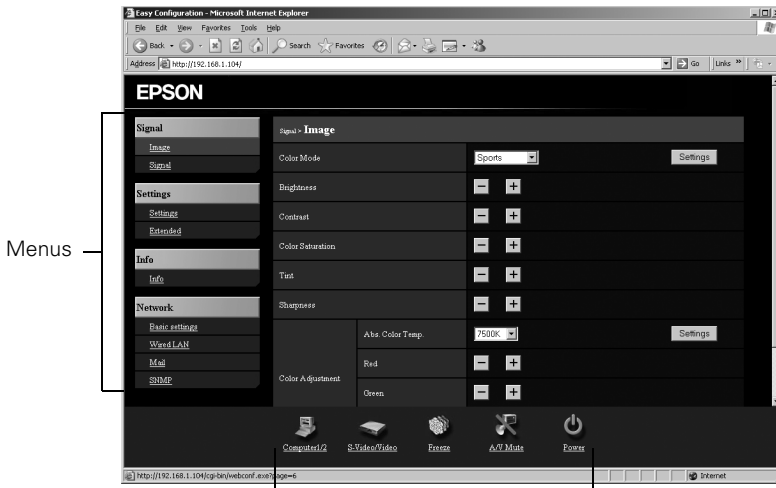 Easy Configuration - Microsoft Internet Explorer
File Edit View Favorites Tools Help
Back Search Favorites
Address http://192.168.1.104/ Go Links »
EPSON
Menus
Signal
Image
Signal
Settings
Settings
Extended
Info
Info
Network
Basic settings
Wired LAN
Mail
SNMP
Signal > Image
Color Mode Sports Settings
Brightness - +
Contrast - +
Color Saturation - +
Tint - +
Sharpness - +
Color Adjustment
Abs. Color Temp. 7500K Settings
Red - +
Green - +
Computer1/2 S-Video/Video Freeze A/V Mute Power
http://192.168.1.104/cgi-bin/webconf.exe?page=6 Internet